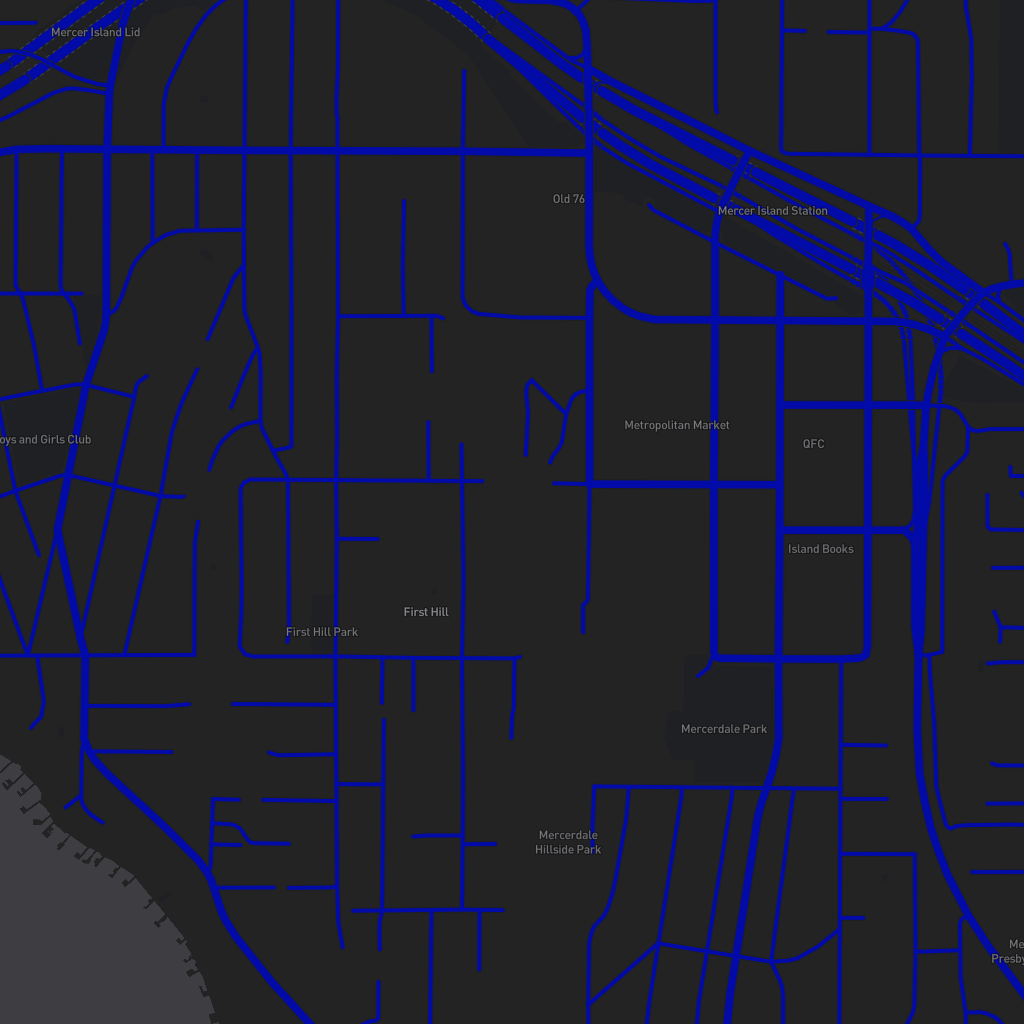 Mercer Island Lid
Old 76
Mercer Island Station
Metropolitan Market
oys and Girls Club
QFC
Island Books
First Hill
First Hill Park
Mercerdale Park
Mercerdale
Hillside Park
Me
Presby